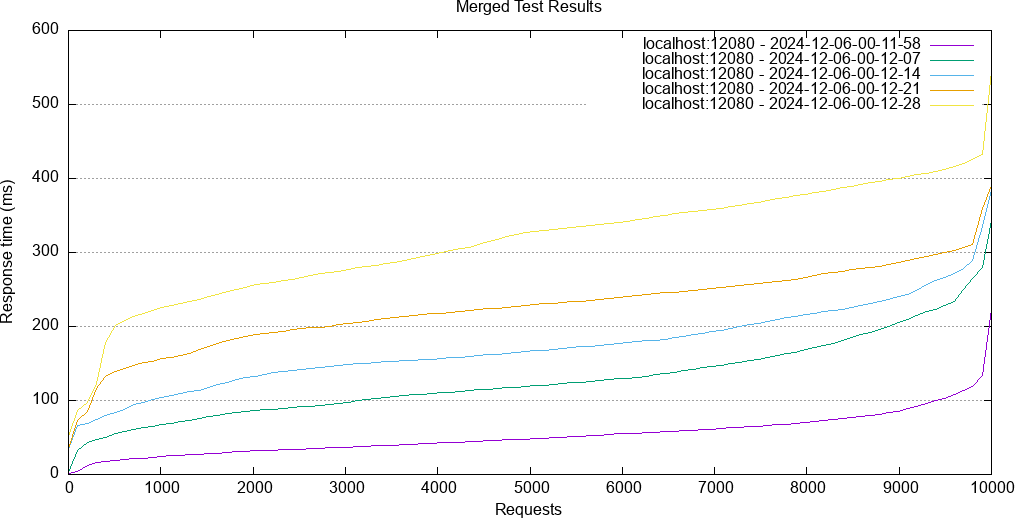 Merged Test Results
600
500
400
300
200
100
0
Response time (ms)
localhost:12080 - 2024-12-06-00-11-58
localhost:12080 - 2024-12-06-00-12-07
localhost:12080 - 2024-12-06-00-12-14
localhost:12080 - 2024-12-06-00-12-21
localhost:12080 - 2024-12-06-00-12-28
0 1000 2000 3000 4000 5000 6000 7000 8000 9000 10000
Requests